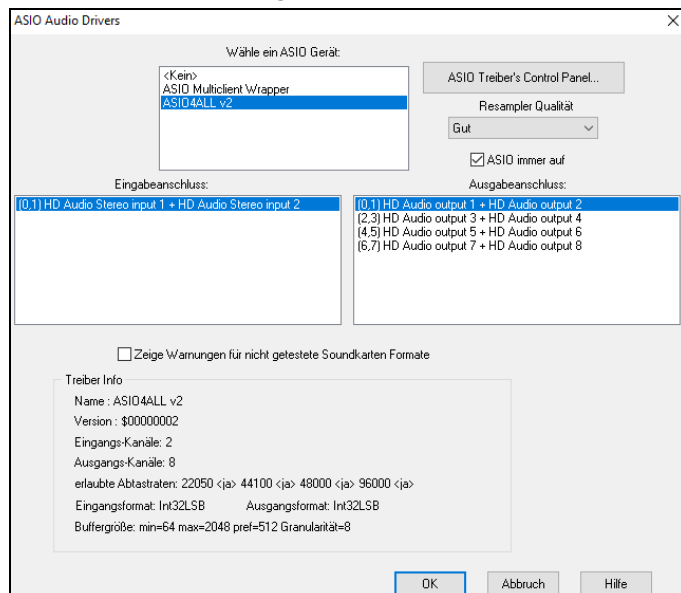 ASIO Audio Drivers
Wähle ein ASIO Gerät:
<Kein>
ASIO Multiclient Wrapper
ASIO4ALL v2
ASIO Treiber's Control Panel...
Resampler Qualität
Gut
ASIO immer auf
Eingabeanschluss:
(0,1) HD Audio Stereo input 1 + HD Audio Stereo input 2
Ausgabeanschluss:
(0,1) HD Audio output 1 + HD Audio output 2
(2,3) HD Audio output 3 + HD Audio output 4
(4,5) HD Audio output 5 + HD Audio output 6
(6,7) HD Audio output 7 + HD Audio output 8
Zeige Warnungen für nicht getestete Soundkarten Formate
Treiber Info
Name : ASIO4ALL v2
Version : $00000002
Eingangs-Kanäle: 2
Ausgangs-Kanäle: 8
erlaubte Abtastraten: 22050 <ja> 44100 <ja> 48000 <ja> 96000 <ja>
Eingangsformat: Int32LSB Ausgangsformat: Int32LSB
Buffergröße: min=64 max=2048 pref=512 Granularität=8
OK Abbruch Hilfe